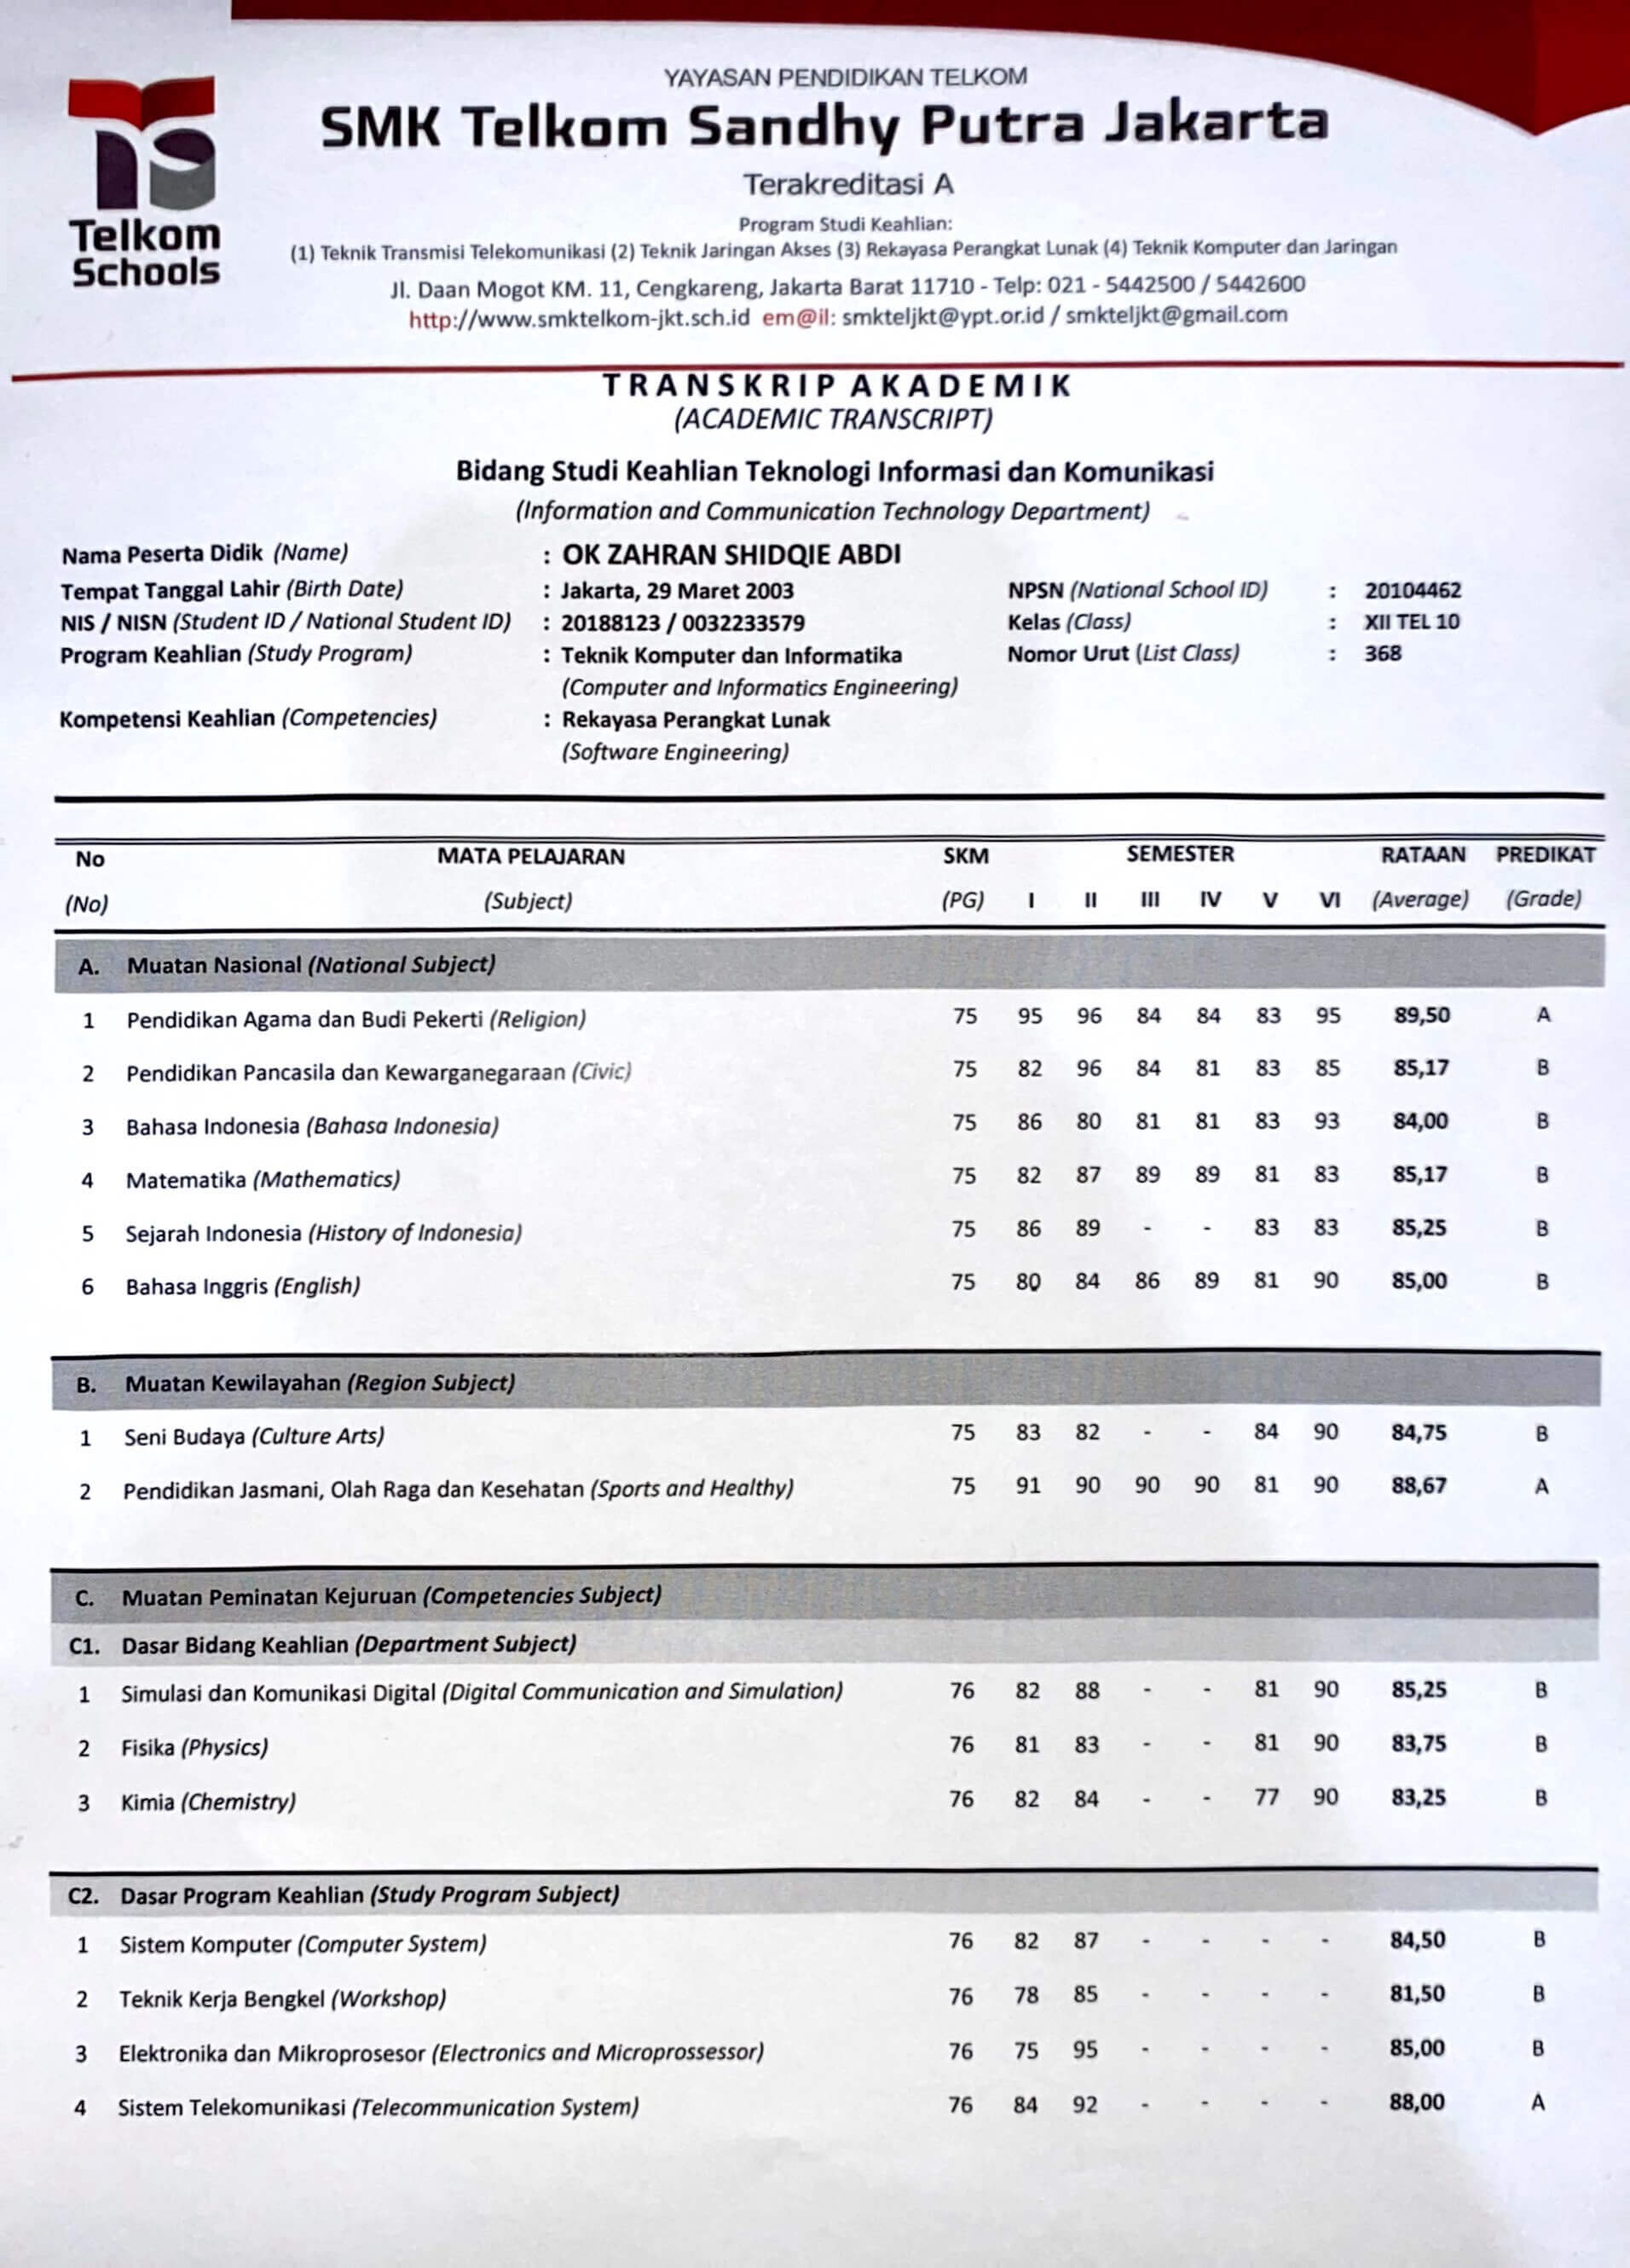 YAYASAN PENDIDIKAN TELKOM
SMK Telkom Sandhy Putra Jakarta
Terakreditasi A
Telkom
Schools
Program Studi Keahlian:
(1) Teknik Transmisi Telekomunikasi (2) Teknik Jaringan Akses (3) Rekayasa Perangkat Lunak (4) Teknik Komputer dan Jaringan
Jl. Daan Mogot KM. 11, Cengkareng, Jakarta Barat 11710 - Telp: 021 - 5442500 / 5442600
http://www.smktelkom-jkt.sch.id em@il: smkteljkt@ypt.or.id / smkteljkt@gmail.com
TRANSKRIP AKADEMIK
(ACADEMIC TRANSCRIPT)
Bidang Studi Keahlian Teknologi Informasi dan Komunikasi
(Information and Communication Technology Department)
Nama Peserta Didik (Name) : OK ZAHRAN SHIDQIE ABDI
Tempat Tanggal Lahir (Birth Date) : Jakarta, 29 Maret 2003 NPSN (National School ID) : 20104462
NIS / NISN (Student ID / National Student ID) : 20188123 / 0032233579 Kelas (Class) : XII TEL 10
Program Keahlian (Study Program) : Teknik Komputer dan Informatika Nomor Urut (List Class) : 368
(Computer and Informatics Engineering)
Kompetensi Keahlian (Competencies) : Rekayasa Perangkat Lunak
(Software Engineering)
No MATA PELAJARAN SKM SEMESTER RATAAN PREDIKAT
(No) (Subject) (PG) I II III IV V VI (Average) (Grade)
A. Muatan Nasional (National Subject)
1 Pendidikan Agama dan Budi Pekerti (Religion) 75 95 96 84 84 83 95 89,50 A
2 Pendidikan Pancasila dan Kewarganegaraan (Civic) 75 82 96 84 81 83 85 85,17 B
3 Bahasa Indonesia (Bahasa Indonesia) 75 86 80 81 81 83 93 84,00 B
4 Matematika (Mathematics) 75 82 87 89 89 81 83 85,17 B
5 Sejarah Indonesia (History of Indonesia) 75 86 89 - - 83 83 85,25 B
6 Bahasa Inggris (English) 75 80 84 86 89 81 90 85,00 B
B. Muatan Kewilayahan (Region Subject)
1 Seni Budaya (Culture Arts) 75 83 82 - - 84 90 84,75 B
2 Pendidikan Jasmani, Olah Raga dan Kesehatan (Sports and Healthy) 75 91 90 90 90 81 90 88,67 A
C. Muatan Peminatan Kejuruan (Competencies Subject)
C1. Dasar Bidang Keahlian (Department Subject)
1 Simulasi dan Komunikasi Digital (Digital Communication and Simulation) 76 82 88 - - 81 90 85,25 B
2 Fisika (Physics) 76 81 83 - - 81 90 83,75 B
3 Kimia (Chemistry) 76 82 84 - - 77 90 83,25 B
C2. Dasar Program Keahlian (Study Program Subject)
1 Sistem Komputer (Computer System) 76 82 87 - - - - 84,50 B
2 Teknik Kerja Bengkel (Workshop) 76 78 85 - - - - 81,50 B
3 Elektronika dan Mikroprosesor (Electronics and Microprossessor) 76 75 95 - - - - 85,00 B
4 Sistem Telekomunikasi (Telecommunication System) 76 84 92 - - - - 88,00 A